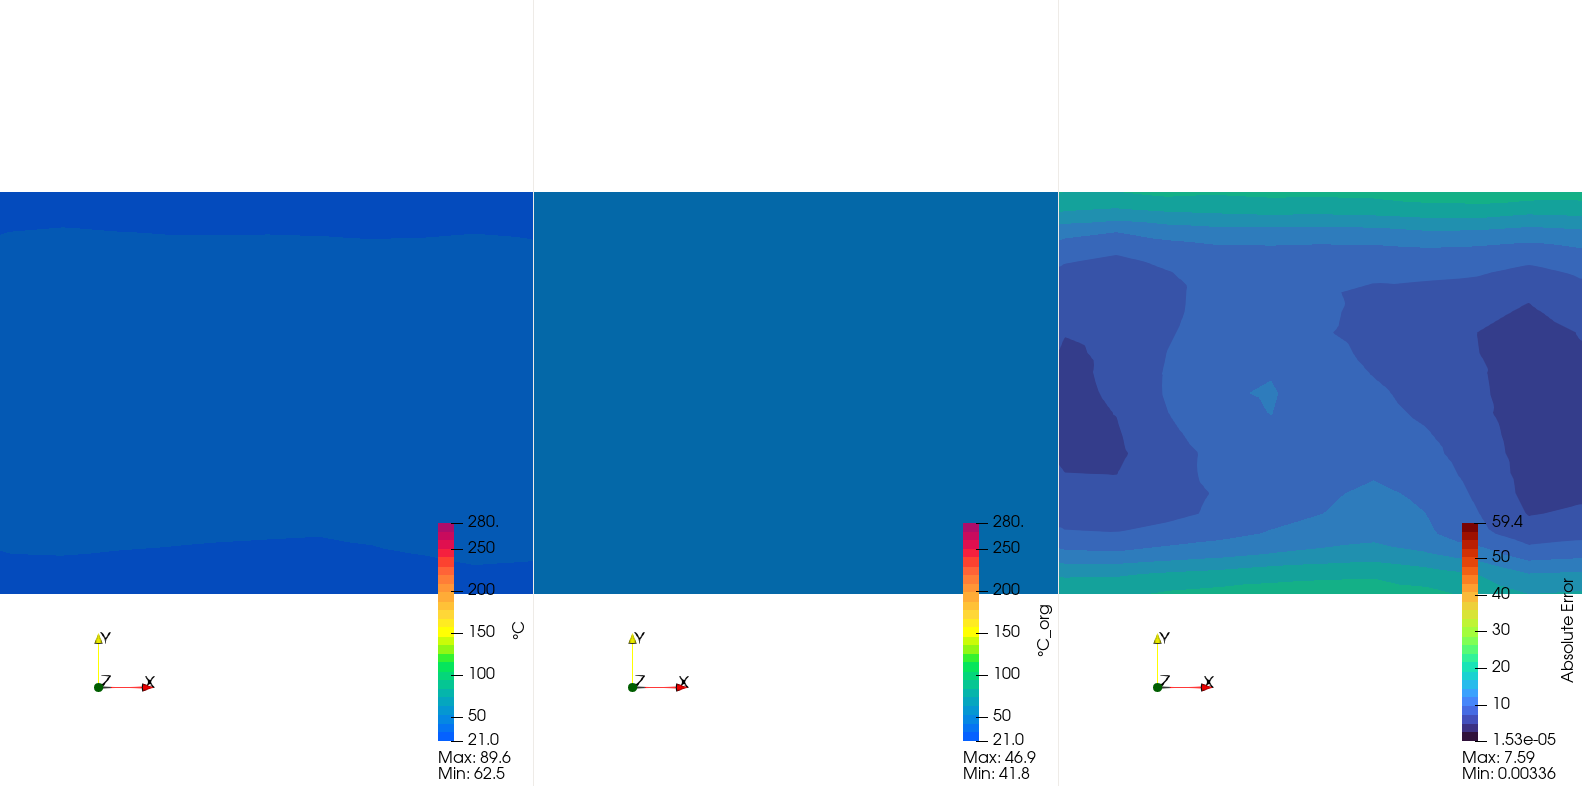 280.
250
200
150
100
50
21.0
°C
Max: 89.6
Min: 62.5
Y
Z
X
280.
250
200
150
100
50
21.0
°C_org
Max: 46.9
Min: 41.8
Y
Z
X
59.4
50
40
30
20
10
1.53e-05
Absolute Error
Max: 7.59
Min: 0.00336
Y
Z
X